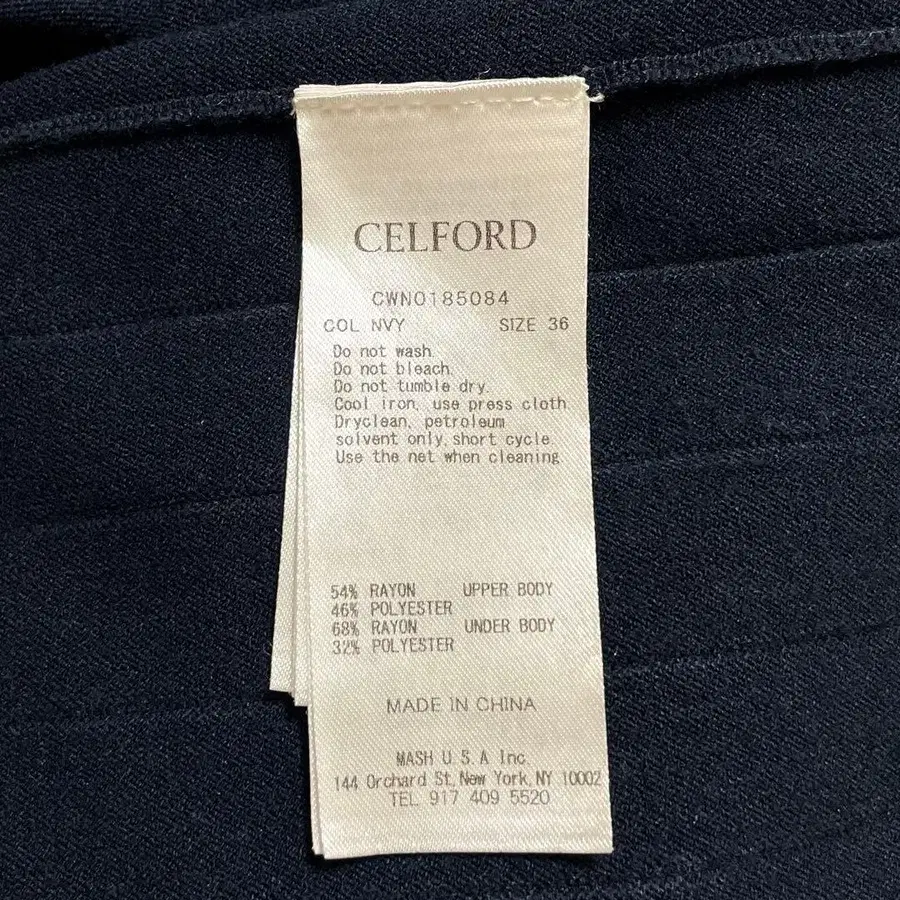 CELFORD
CWNO185084
COL NVY SIZE 36
Do not wash.
Do not bleach.
Do not tumble dry.
Cool iron, use press cloth
Dryclean, petroleum
solvent only, short cycle.
Use the net when cleaning
54% RAYON UPPER BODY
46% POLYESTER
68% RAYON UNDER BODY
32% POLYESTER
MADE IN CHINA
MASH U.S.A Inc.
144 Orchard St, New York, NY 10002
TEL 917 409 5520